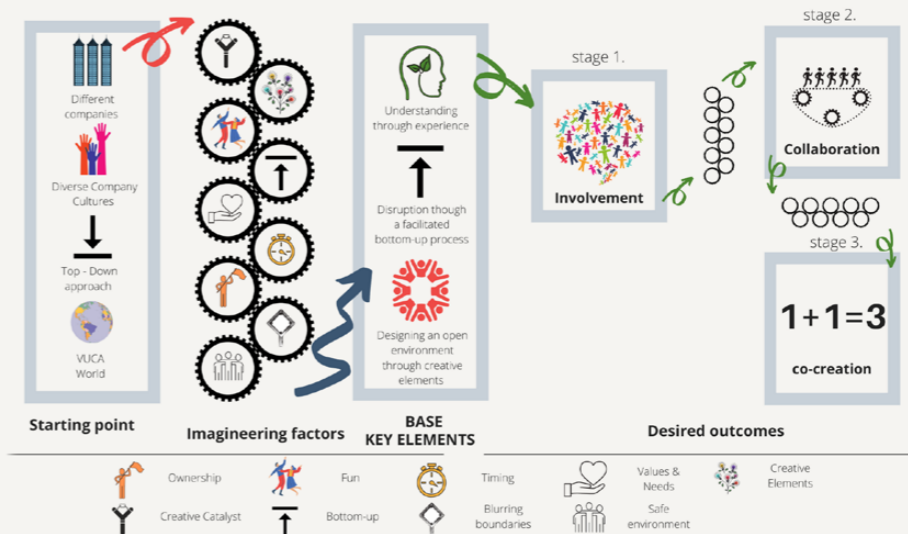 Different
companies
Diverse Company
Cultures
Top - Down
approach
VUCA
World
Starting point
Imagineering factors
Understanding
through experience
Disruption though
a facilitated
bottom-up process
Designing an open
environment
through creative
elements
BASE
KEY ELEMENTS
stage 1.
Involvement
stage 2.
Collaboration
stage 3.
1+1=3
co-creation
Desired outcomes
Ownership
Fun
Timing
Values &
Needs
Creative
Elements
Creative Catalyst
Bottom-up
Blurring
boundaries
Safe
environment